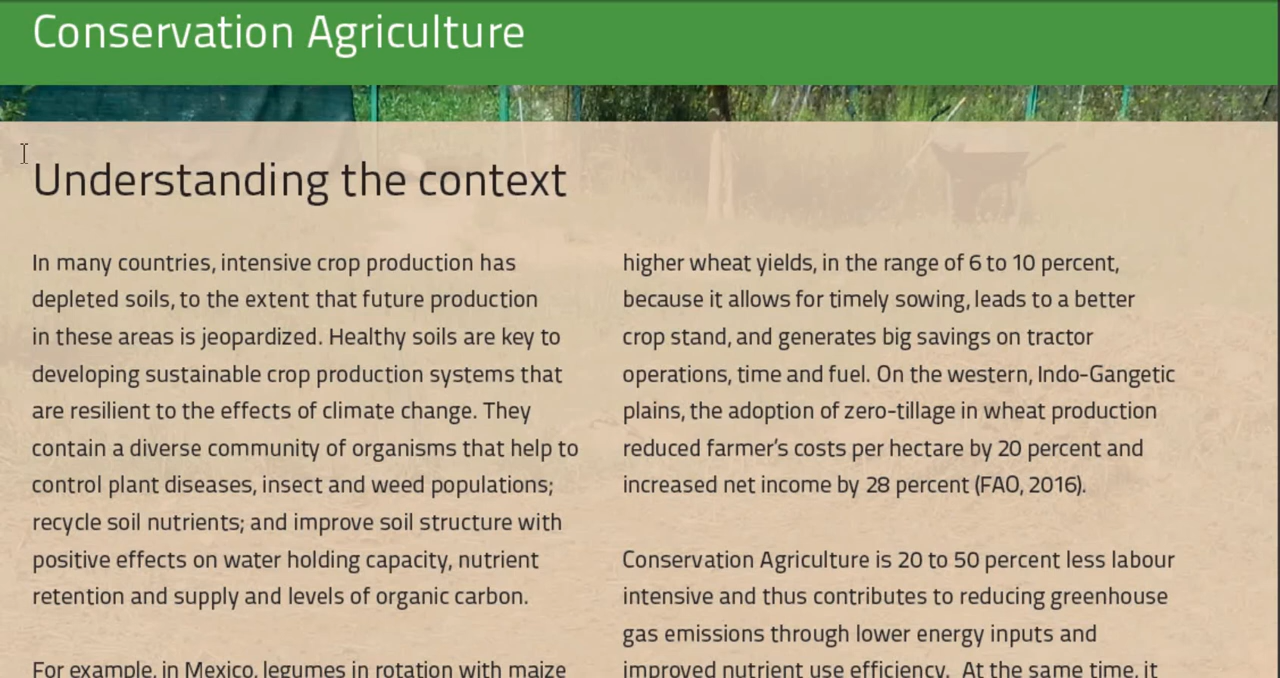 Conservation Agriculture
Understanding the context
In many countries, intensive crop production has
depleted soils, to the extent that future production
in these areas is jeopardized. Healthy soils are key to
developing sustainable crop production systems that
are resilient to the effects of climate change. They
contain a diverse community of organisms that help to
control plant diseases, insect and weed populations;
recycle soil nutrients; and improve soil structure with
positive effects on water holding capacity, nutrient
retention and supply and levels of organic carbon.
For example, in Mexico, legumes in rotation with maize
higher wheat yields, in the range of 6 to 10 percent,
because it allows for timely sowing, leads to a better
crop stand, and generates big savings on tractor
operations, time and fuel. On the western, Indo-Gangetic
plains, the adoption of zero-tillage in wheat production
reduced farmer's costs per hectare by 20 percent and
increased net income by 28 percent (FAO, 2016).
Conservation Agriculture is 20 to 50 percent less labour
intensive and thus contributes to reducing greenhouse
gas emissions through lower energy inputs and
improved nutrient use efficiency. At the same time, it